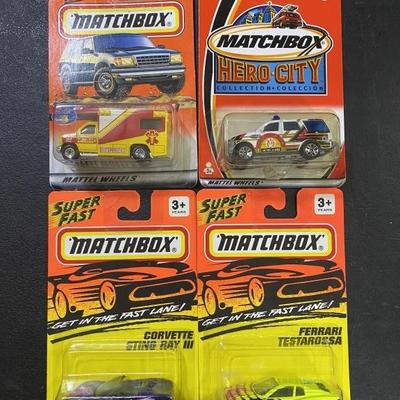 MATCHBOX®
MATTEL WHEELS
MATCHBOX
HERO-CITY
COLLECTION • COLECCIÓN
MATTEL WHEELS
SUPER FAST
3+
YEARS
MATCHBOX®
GET IN THE FAST LANE!
CORVETTE
STING RAY III
SUPER FAST
3+
YEARS
MATCHBOX®
GET IN THE FAST LANE!
FERRARI
TESTAROSSA